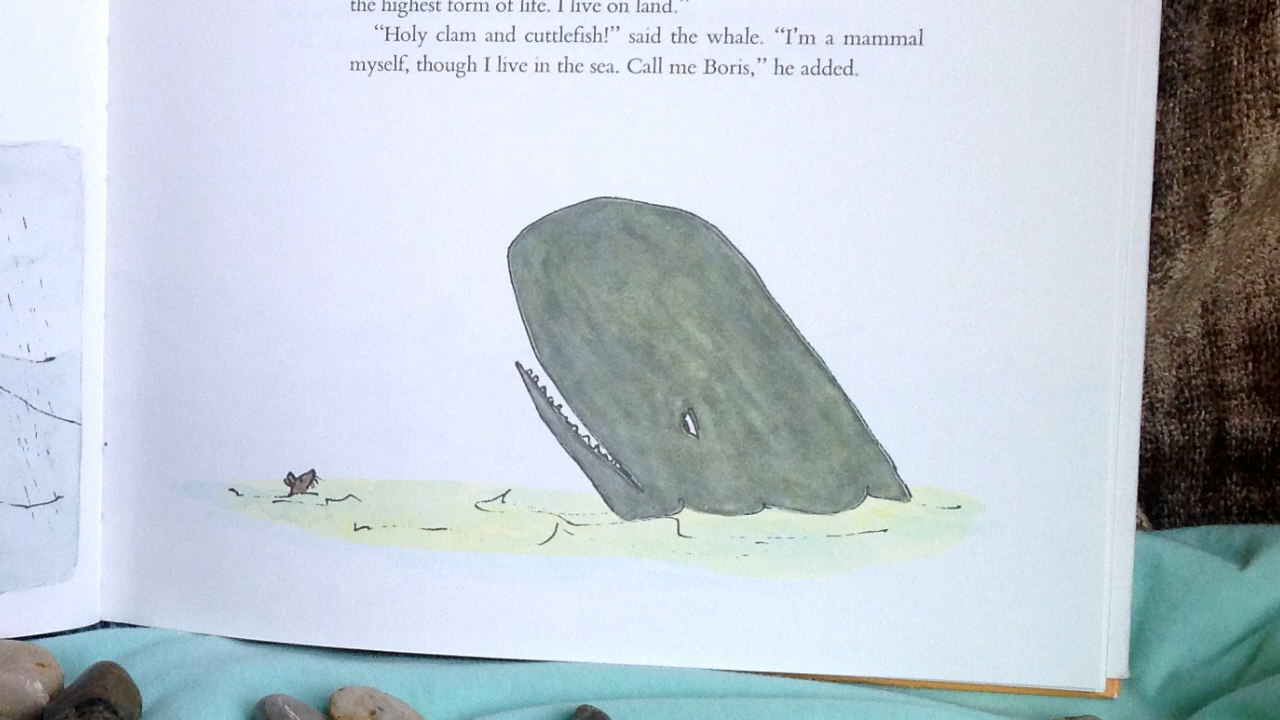 the highest form of life. I live on land.”
“Holy clam and cuttlefish!” said the whale. “I’m a mammal
myself, though I live in the sea. Call me Boris,” he added.